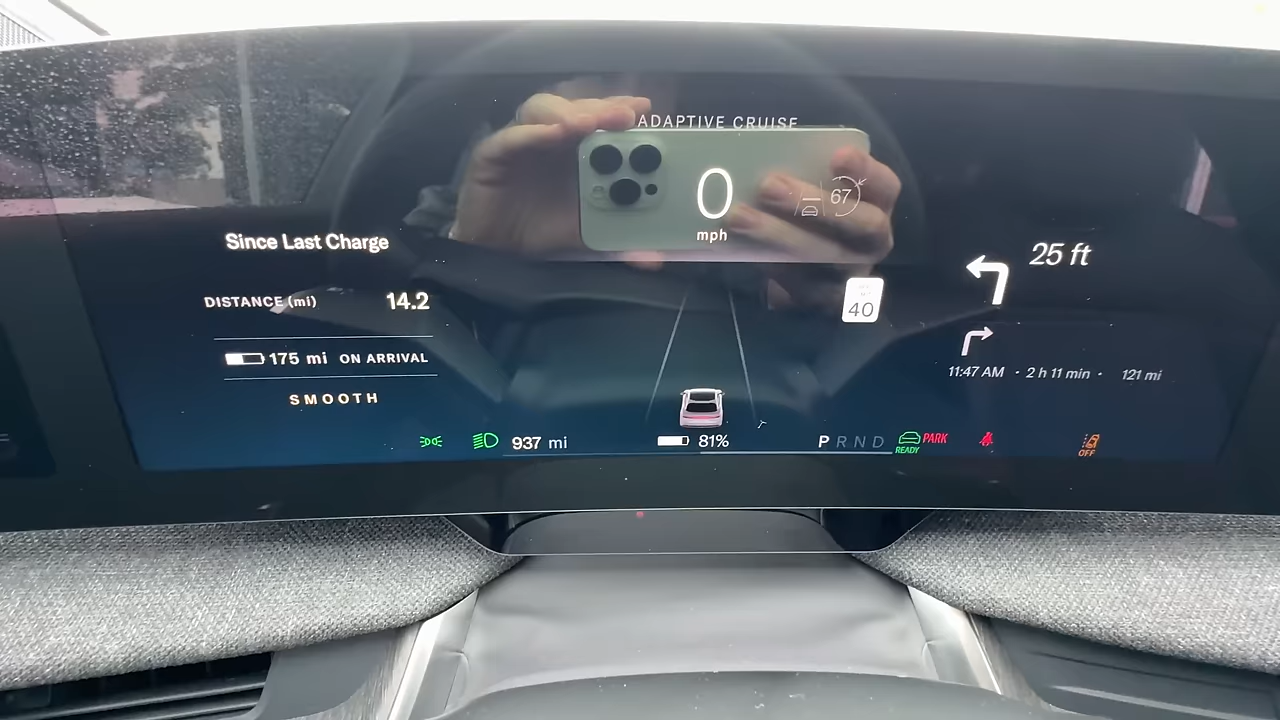 ADAPTIVE CRUISE
0
mph
67
Since Last Charge
DISTANCE (mi) 14.2
175 mi ON ARRIVAL
SMOOTH
40
25 ft
11:47 AM · 2 h 11 min · 121 mi
937 mi
81%
P R N D
READY
PARK
OFF